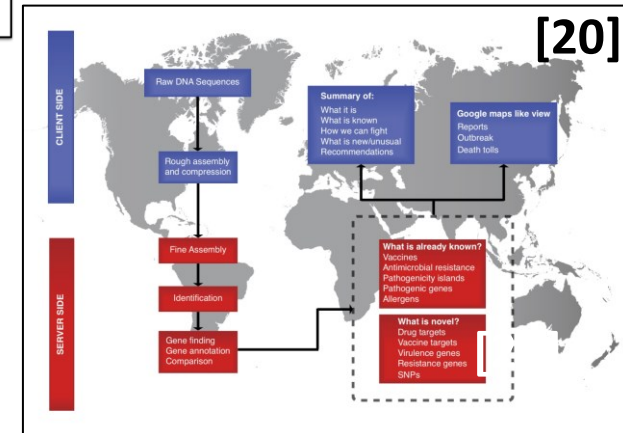 [20]
CLIENT SIDE
Raw DNA Sequences
Rough assembly
and compression
Summary of:
What it is
What is known
How we can fight
What is new/unusual
Recommendations
Google maps like view
Reports
Outbreak
Death tolls
SERVER SIDE
Fine Assembly
Identification
Gene finding
Gene annotation
Comparison
What is already known?
Vaccines
Antimicrobial resistance
Pathogenicity islands
Pathogenic genes
Allergens
What is novel?
Drug targets
Vaccine targets
Virulence genes
Resistance genes
SNPs